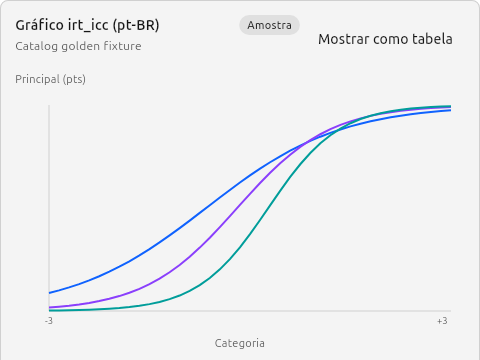 Gráfico irt_icc (pt-BR)
Amostra
Mostrar como tabela
Catalog golden fixture
Principal (pts)
-3
+3
Categoria